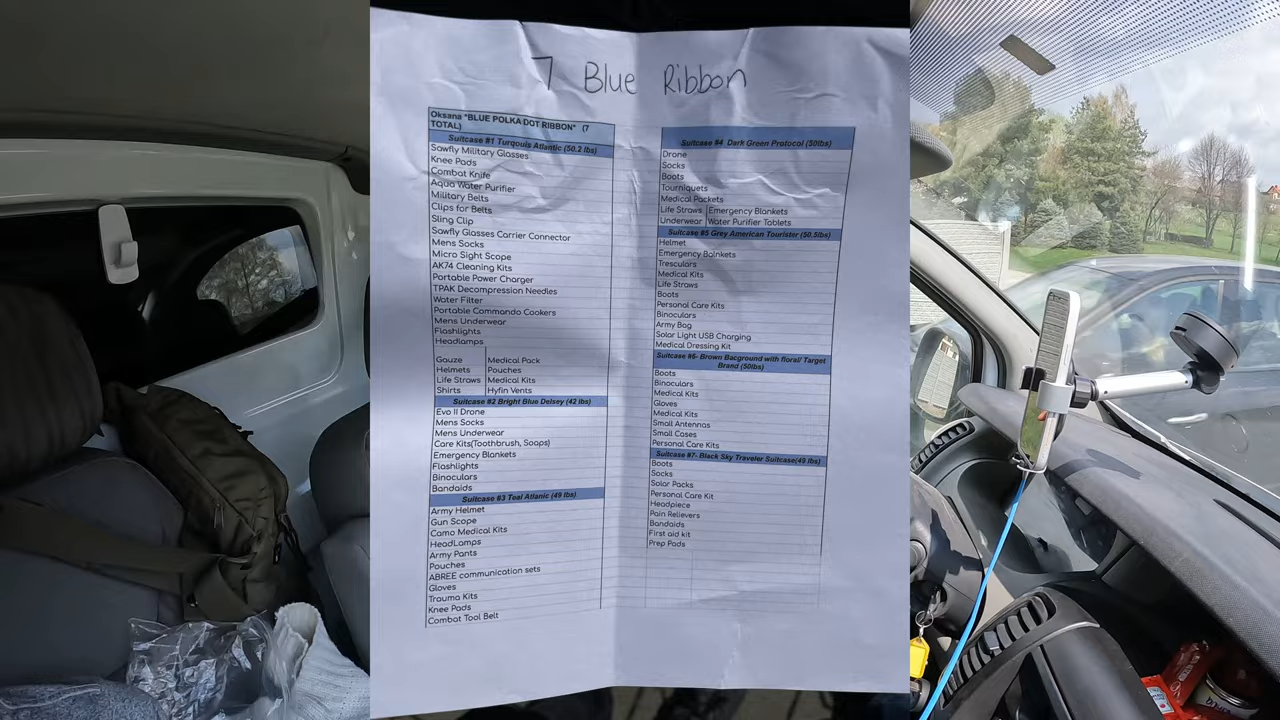 7 Blue Ribbon
Oksana "BLUE POLKA DOT RIBBON" (7
TOTAL)
Suitcase #1 Turqouis Atlantic (50.2 lbs)
Sawfly Military Glasses
Knee Pads
Combat Knife
Aqua Water Purifier
Military Belts
Clips for Belts
Sling Clip
Sawfly Glasses Carrier Connector
Mens Socks
Micro Sight Scope
AK74 Cleaning Kits
Portable Power Charger
TPAK Decompression Needles
Water Filter
Portable Commando Cookers
Mens Underwear
Flashlights
Headlamps
Gauze Medical Pack
Helmets Pouches
Life Straws Medical Kits
Shirts Hyfin Vents
Suitcase #2 Bright Blue Delsey (42 lbs)
Evo II Drone
Mens Socks
Mens Underwear
Care Kits(Toothbrush, Soaps)
Emergency Blankets
Flashlights
Binoculars
Bandaids
Suitcase #3 Teal Atlanic (49 lbs)
Army Helmet
Gun Scope
Camo Medical Kits
HeadLamps
Army Pants
Pouches
ABREE communication sets
Gloves
Trauma Kits
Knee Pads
Combat Tool Belt
Suitcase #4 Dark Green Protocol (50lbs)
Drone
Socks
Boots
Tourniquets
Medical Packets
Life Straws Emergency Blankets
Underwear Water Purifier Tablets
Suitcase #5 Grey American Tourister (50.5lbs)
Helmet
Emergency Balnkets
Tresculars
Medical Kits
Life Straws
Boots
Personal Care Kits
Binoculars
Army Bag
Solar Light USB Charging
Medical Dressing Kit
Suitcase #6- Brown Bacground with floral/ Target
Brand (50lbs)
Boots
Binoculars
Medical Kits
Gloves
Medical Kits
Small Antennas
Small Cases
Personal Care Kits
Suitcase #7- Black Sky Traveler Suitcase(49 lbs)
Boots
Socks
Solar Packs
Personal Care Kit
Headpiece
Pain Relievers
Bandaids
First aid kit
Prep Pads